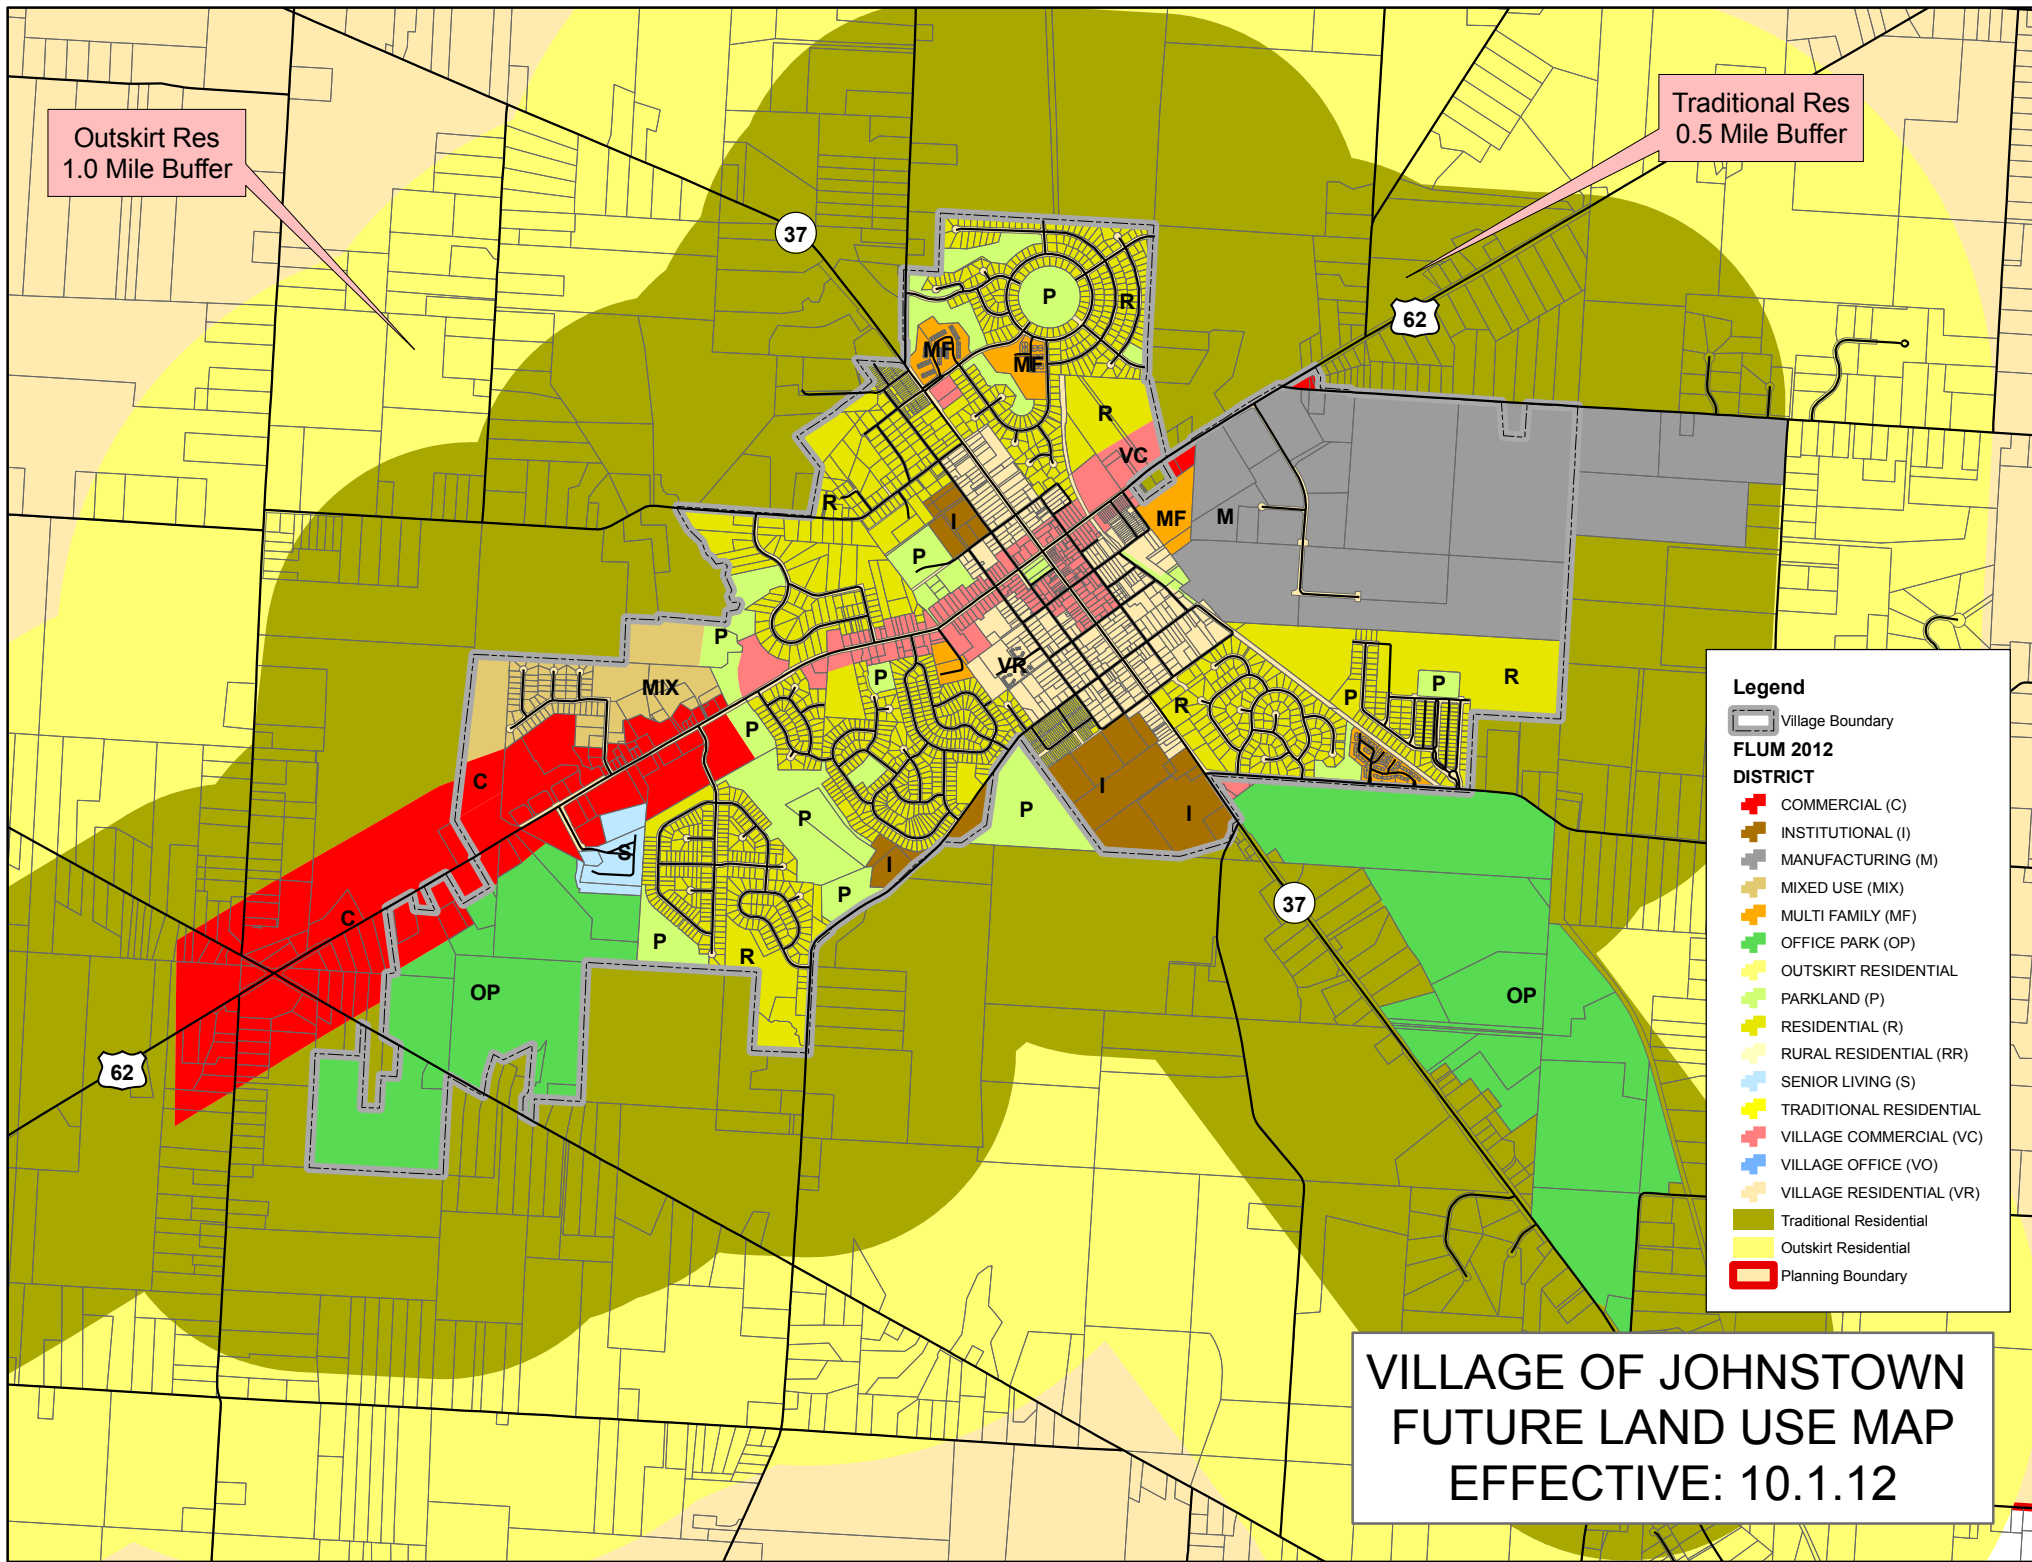 Outskirt Res
1.0 Mile Buffer
Traditional Res
0.5 Mile Buffer
37
62
P
R
MF
MF
R
VC
R
I
MF
M
P
P
VR
P
MIX
P
R
P
P
R
C
P
I
I
P
P
S
I
P
C
P
R
OP
37
OP
62
Legend
Village Boundary
FLUM 2012
DISTRICT
COMMERCIAL (C)
INSTITUTIONAL (I)
MANUFACTURING (M)
MIXED USE (MIX)
MULTI FAMILY (MF)
OFFICE PARK (OP)
OUTSKIRT RESIDENTIAL
PARKLAND (P)
RESIDENTIAL (R)
RURAL RESIDENTIAL (RR)
SENIOR LIVING (S)
TRADITIONAL RESIDENTIAL
VILLAGE COMMERCIAL (VC)
VILLAGE OFFICE (VO)
VILLAGE RESIDENTIAL (VR)
Traditional Residential
Outskirt Residential
Planning Boundary
VILLAGE OF JOHNSTOWN
FUTURE LAND USE MAP
EFFECTIVE: 10.1.12